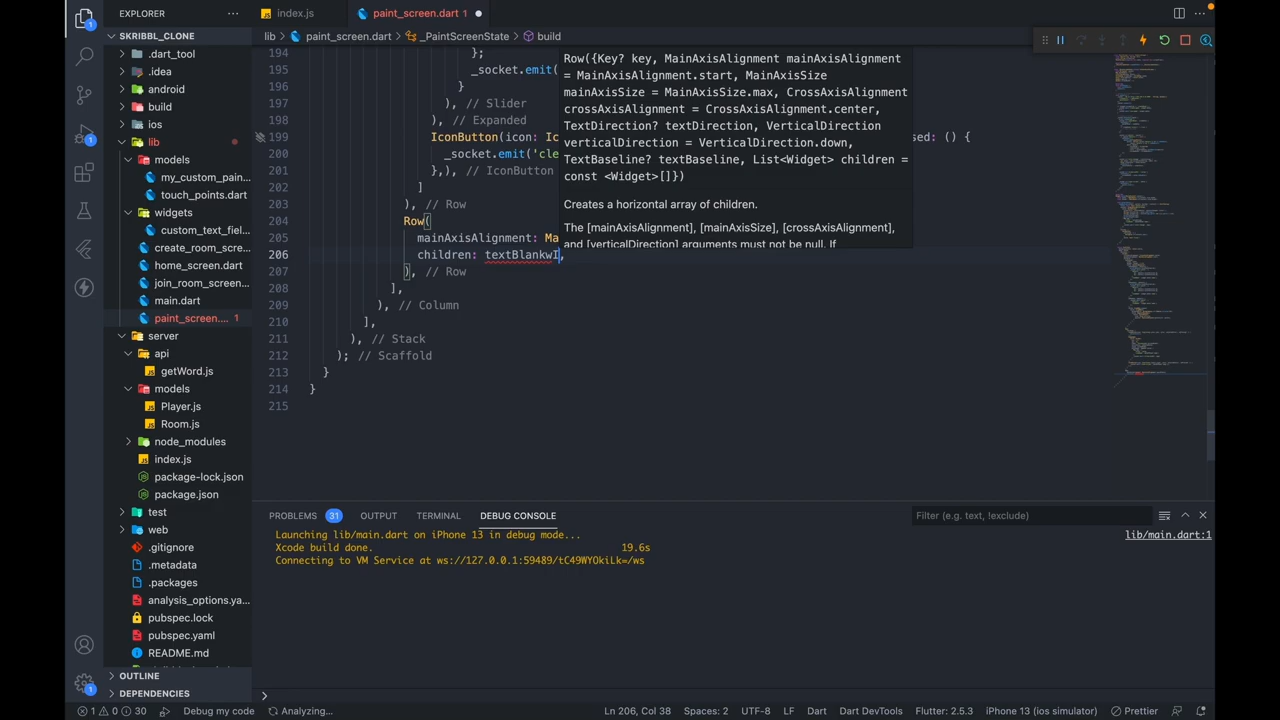 EXPLORER
index.js
paint_screen.dart 1
SKRIBBL_CLONE
lib
paint_screen.dart
_PaintScreenState
build
.dart_tool
.idea
android
build
ios
lib
models
my_custom_pain...
touch_points.dart
widgets
custom_text_fiel...
create_room_scre...
home_screen.dart
join_room_screen...
main.dart
paint_screen.... 1
server
api
getWord.js
models
Player.js
Room.js
node_modules
index.js
package-lock.json
package.json
test
web
.gitignore
.metadata
.packages
analysis_options.ya...
pubspec.lock
pubspec.yaml
README.md
OUTLINE
DEPENDENCIES
194 };
195 _socket.emit(
196 }
197 // Slider
198 // Expanded
199 IconButton(icon: Ic
sed: () {
200 _socket.emit('cle
201 },), // IconButton
202 ]
203 ), // Row
204 Row(
205 mainAxisAlignment: Ma
206 children: textBlankwI,
207 ), // Row
208 ],
209 ), // Column
210 ],
211 ), // Stack
212 ); // Scaffold
213 }
214 }
215
Row({Key? key, MainAxisAlignment mainAxisAlignment
= MainAxisAlignment.start, MainAxisSize
mainAxisSize = MainAxisSize.max, CrossAxisAlignment
crossAxisAlignment = CrossAxisAlignment.center,
TextDirection? textDirection, VerticalDirection
verticalDirection = VerticalDirection.down,
TextBaseline? textBaseline, List<Widget> children =
const <Widget>[]})
Creates a horizontal array of children.
The [mainAxisAlignment], [mainAxisSize], [crossAxisAlignment],
and [verticalDirection] arguments must not be null. If
PROBLEMS 31 OUTPUT TERMINAL DEBUG CONSOLE
Filter (e.g. text, !exclude)
Launching lib/main.dart on iPhone 13 in debug mode...
lib/main.dart:1
Xcode build done. 19.6s
Connecting to VM Service at ws://127.0.0.1:59489/tC49WYOkiLk=/ws
1 0 30 Debug my code Analyzing... Ln 206, Col 38 Spaces: 2 UTF-8 LF Dart Dart DevTools Flutter: 2.5.3 iPhone 13 (ios simulator) Prettier